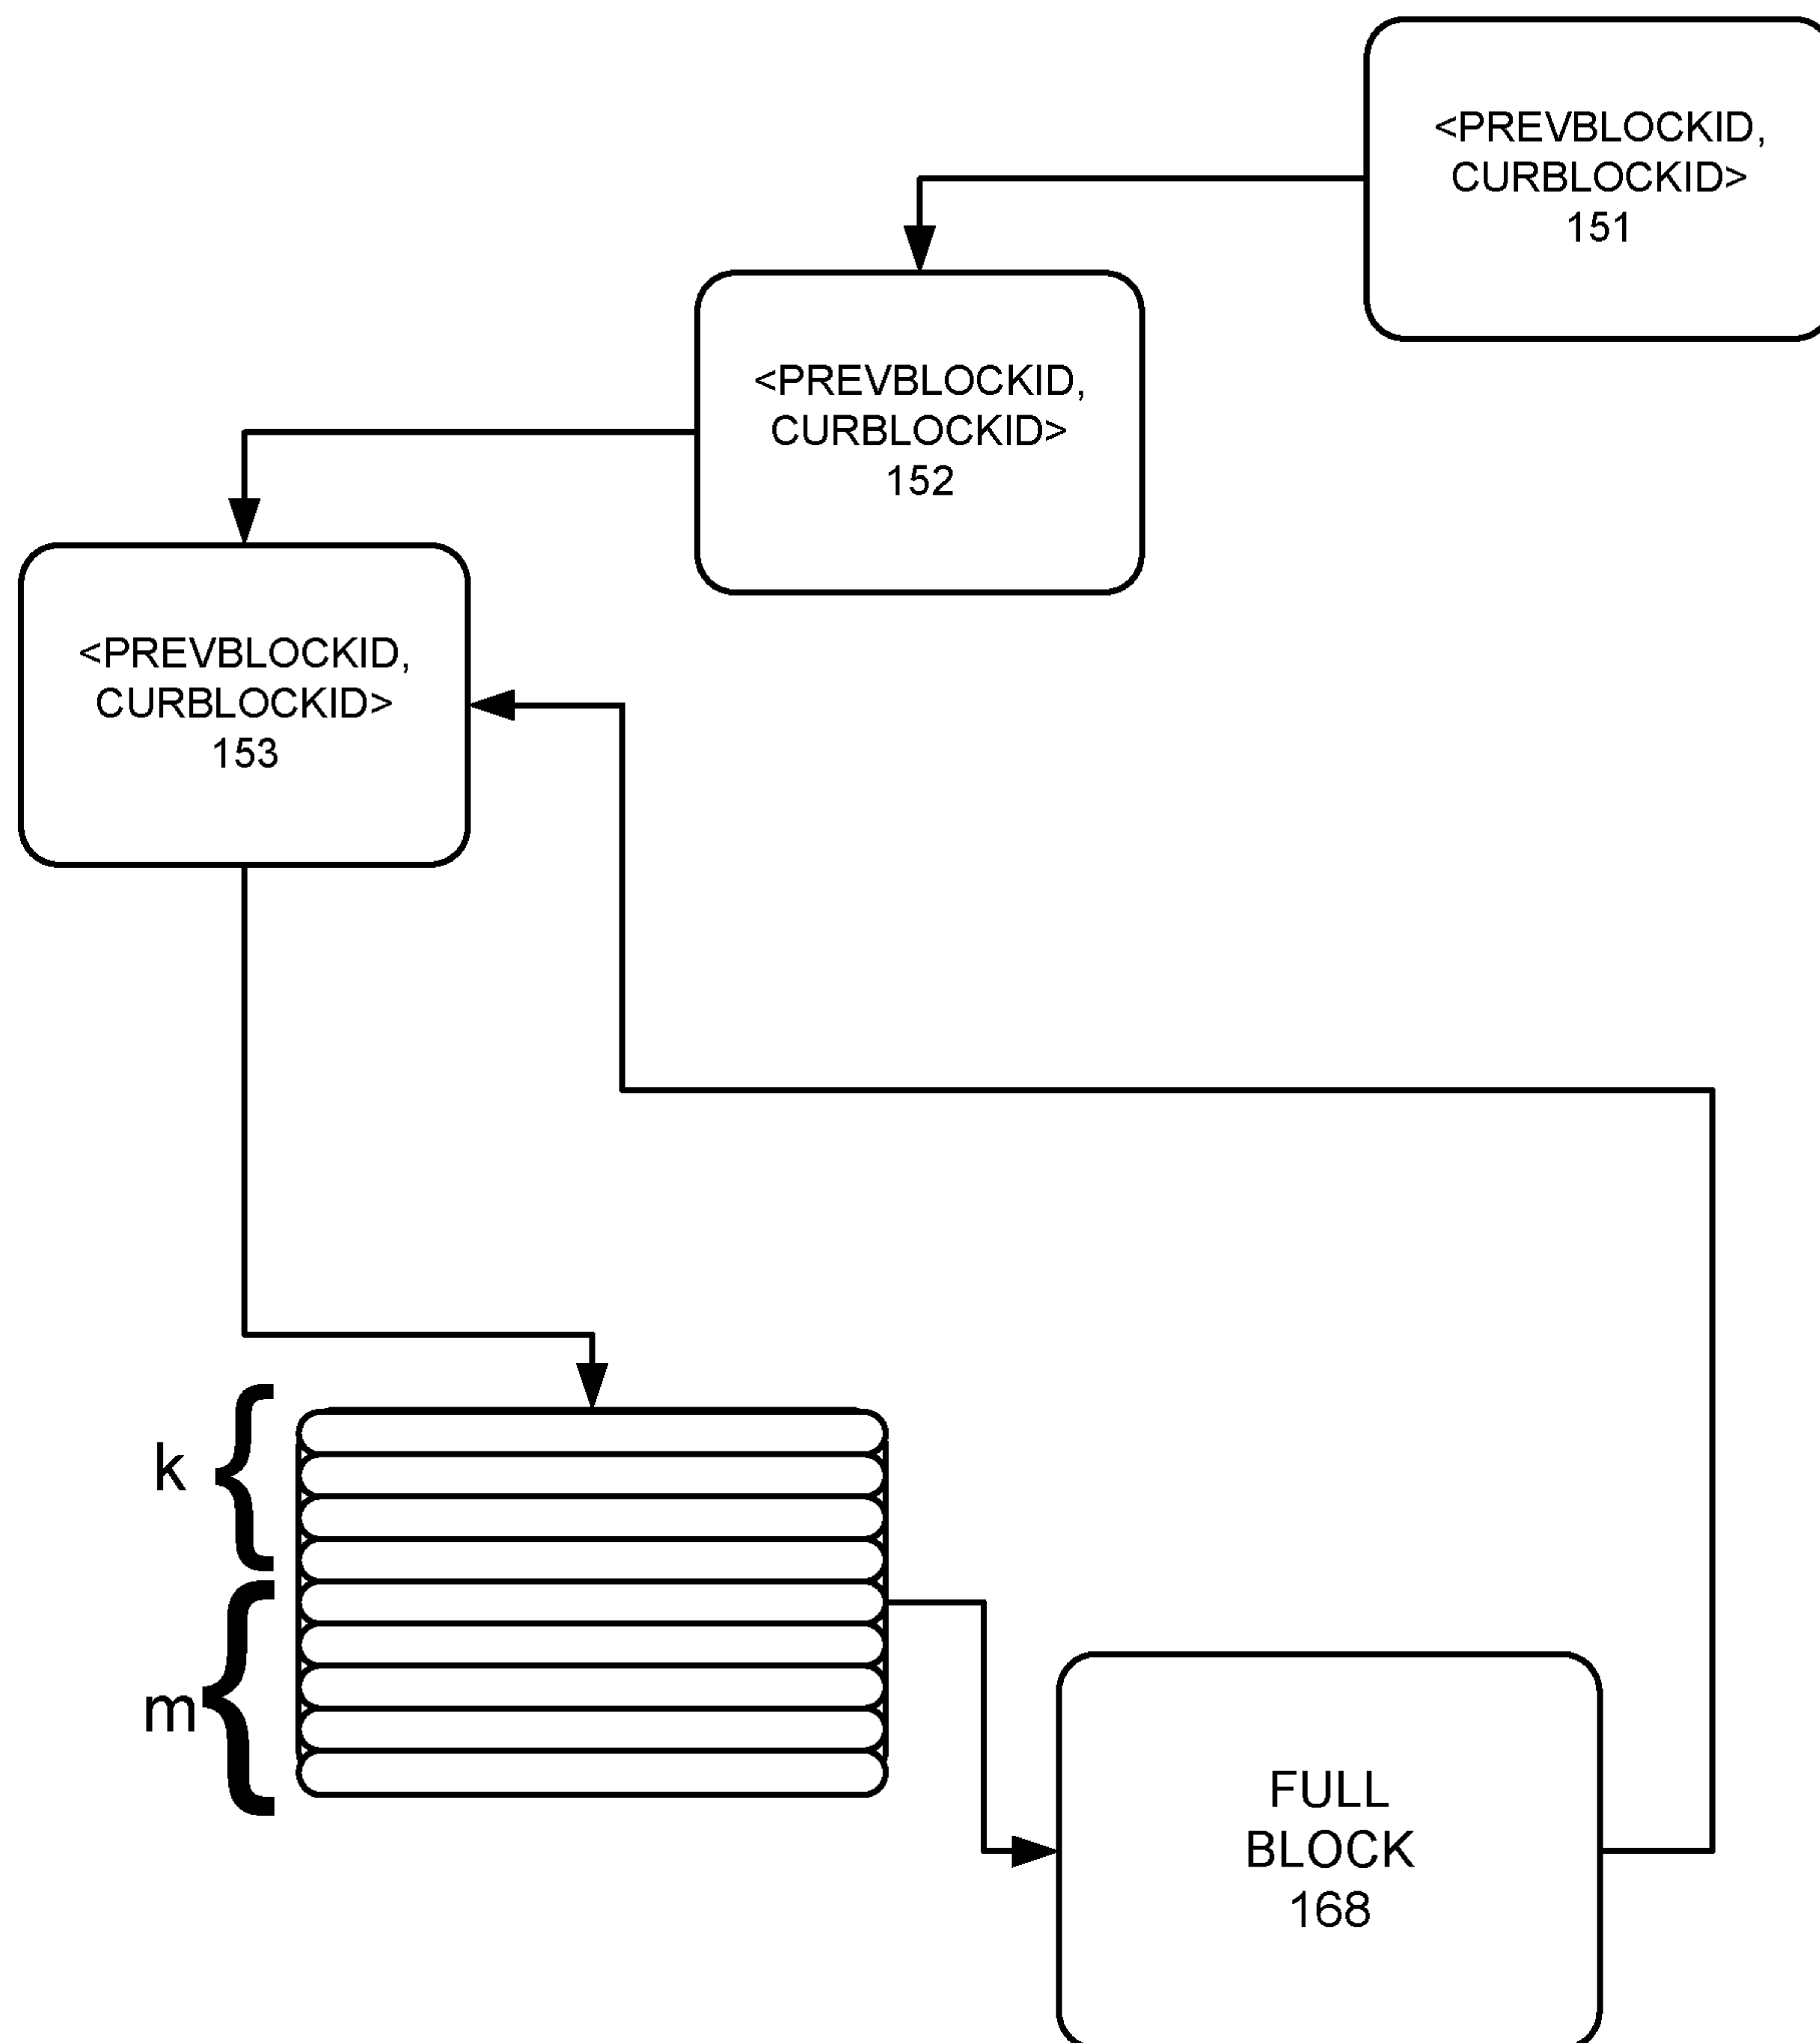 <PREVBLOCKID,
CURBLOCKID>
151
<PREVBLOCKID,
CURBLOCKID>
152
<PREVBLOCKID,
CURBLOCKID>
153
k
m
FULL
BLOCK
168